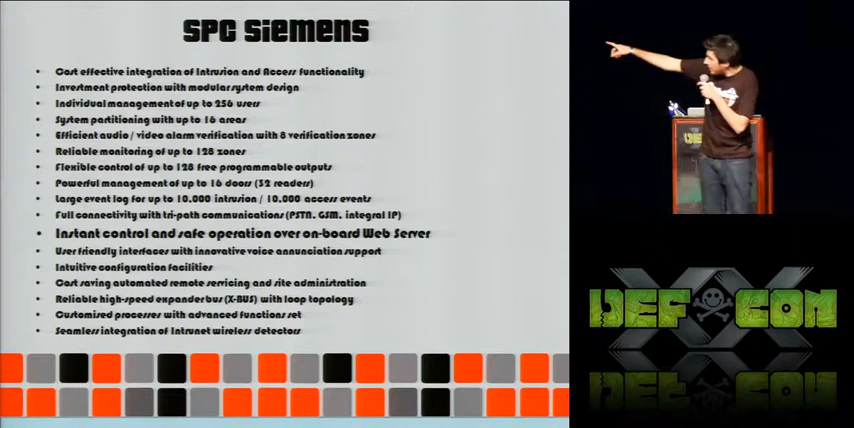 SPC Siemens
• Cost effective integration of Intrusion and Access functionality
• Investment protection with modular system design
• Individual management of up to 256 users
• System partitioning with up to 16 areas
• Efficient audio / video alarm verification with 8 verification zones
• Reliable monitoring of up to 128 zones
• Flexible control of up to 128 free programmable outputs
• Powerful management of up to 16 doors (32 readers)
• Large event log for up to 10.000 intrusion / 10.000 access events
• Full connectivity with tri-path communications (PSTN, GSM, integral IP)
• Instant control and safe operation over on-board Web Server
• User friendly interfaces with innovative voice annunciation support
• Intuitive configuration facilities
• Cost saving automated remote servicing and site administration
• Reliable high-speed expander bus (X-BUS) with loop topology
• Customised processes with advanced functions set
• Seamless integration of Intrunet wireless detectors
XX
DEF CON